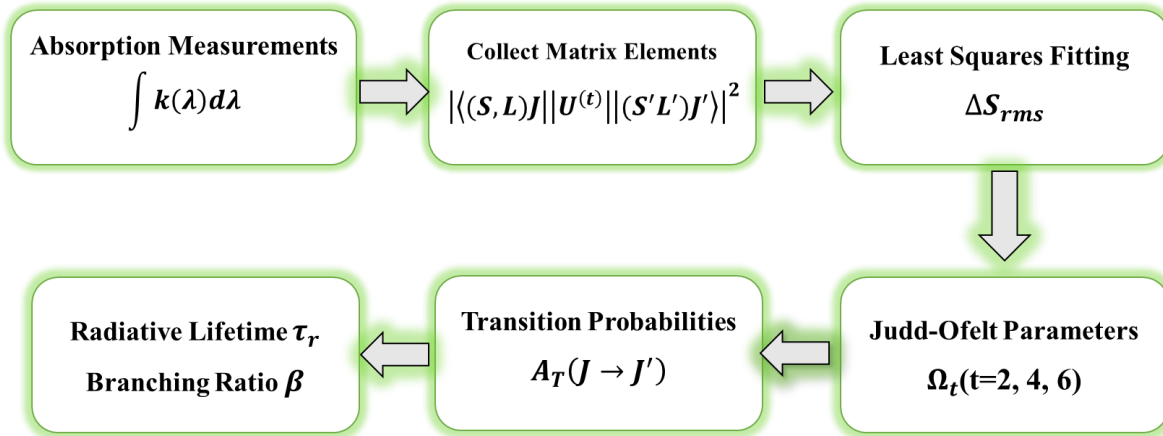 Absorption Measurements
∫ k(λ)dλ
Collect Matrix Elements
|⟨(S, L)J||U⁽ᵗ⁾||(S′L′)J′⟩|²
Least Squares Fitting
ΔS_rms
Judd-Ofelt Parameters
Ω_t(t=2, 4, 6)
Transition Probabilities
A_T(J → J′)
Radiative Lifetime τ_r
Branching Ratio β